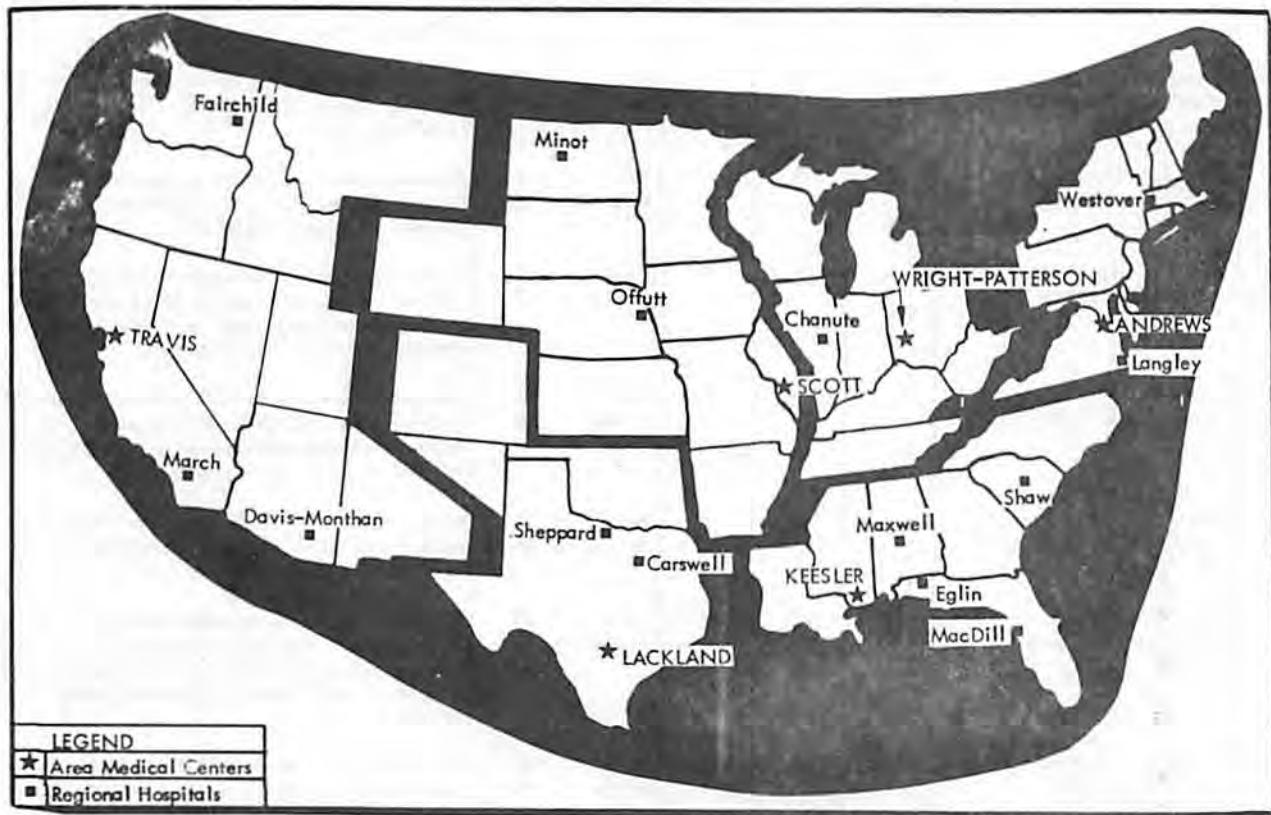 Fairchild
Minot
Westover
WRIGHT-PATTERSON
Offutt
Chanute
TRAVIS
ANDREWS
Langley
SCOTT
March
Shaw
Davis-Monthan
Sheppard
Maxwell
Carswell
KEESLER
Eglin
MacDill
LACKLAND
LEGEND
Area Medical Centers
Regional Hospitals